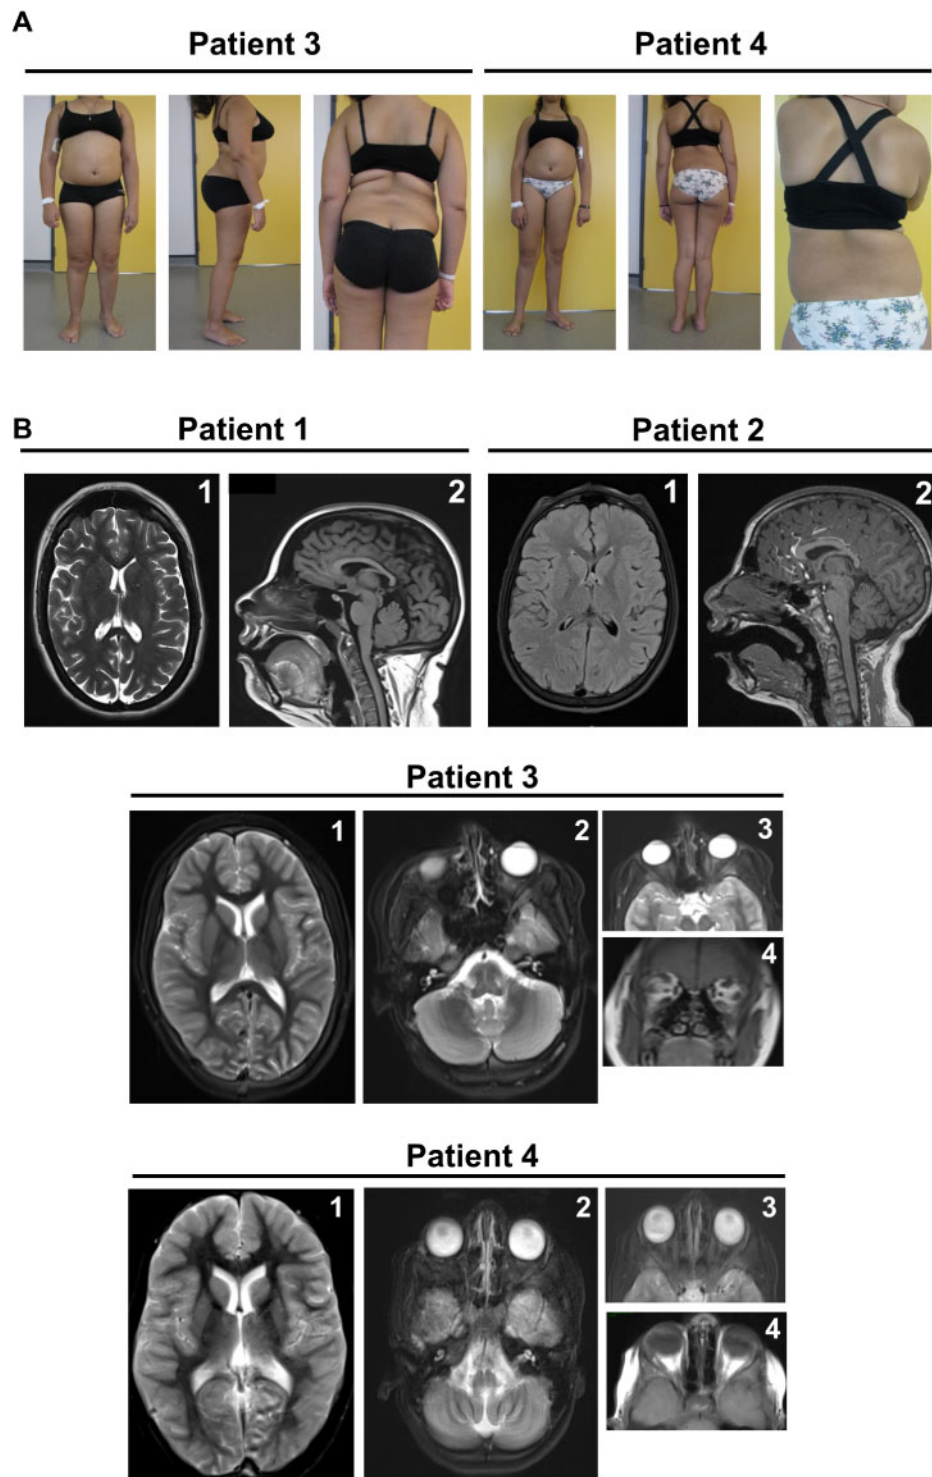 A
Patient 3 Patient 4
B
Patient 1 Patient 2
1 2 1 2
Patient 3
1 2 3
4
Patient 4
1 2 3
4